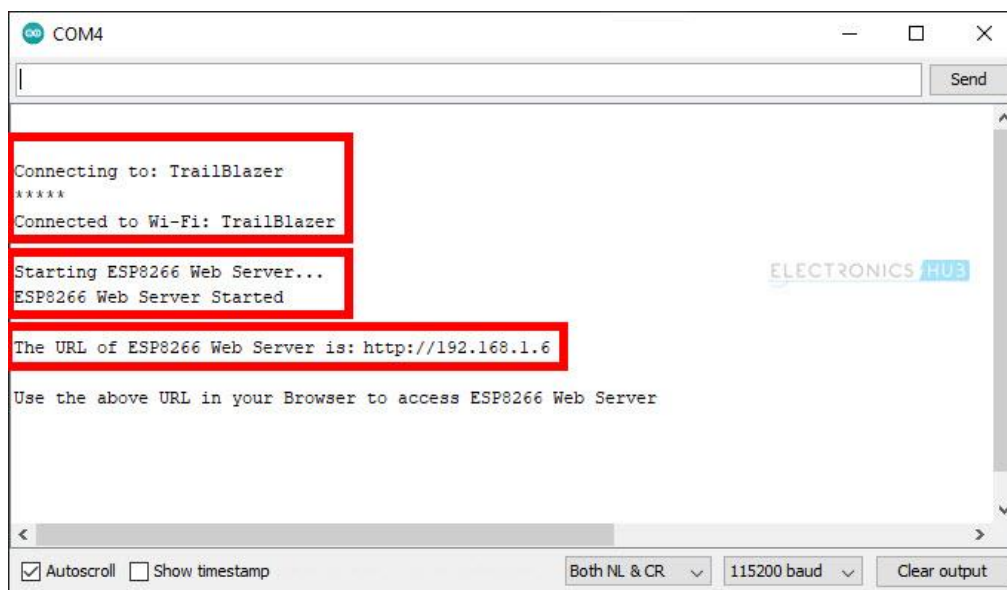 COM4
Send
Connecting to: TrailBlazer
*****
Connected to Wi-Fi: TrailBlazer
Starting ESP8266 Web Server...
ESP8266 Web Server Started
ELECTRONICS HUB
The URL of ESP8266 Web Server is: http://192.168.1.6
Use the above URL in your Browser to access ESP8266 Web Server
Autoscroll Show timestamp Both NL & CR 115200 baud Clear output